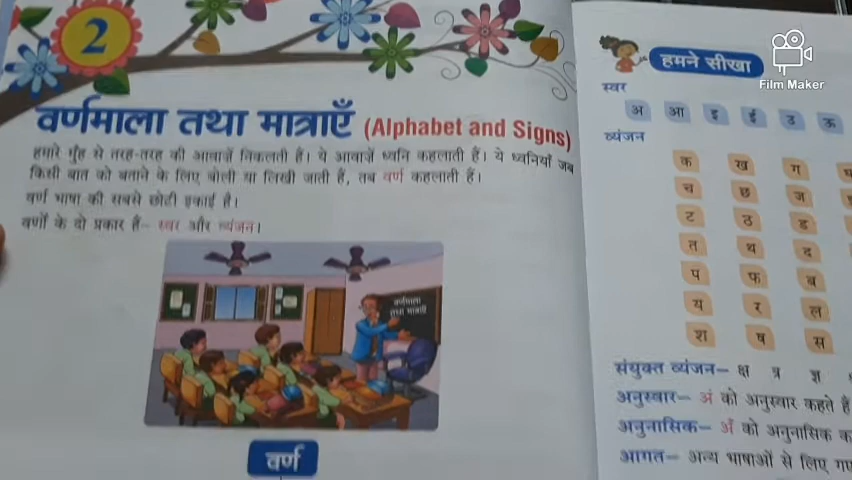 2
वर्णमाला तथा मात्राएँ (Alphabet and Signs)
हमारे मुँह से तरह-तरह की आवाजें निकलती हैं। ये आवाजें ध्वनि कहलाती हैं। ये ध्वनियाँ जब
किसी बात को बताने के लिए बोली या लिखी जाती हैं, तब वर्ण कहलाती हैं।
वर्ण भाषा की सबसे छोटी इकाई है।
वर्णों के दो प्रकार हैं– स्वर और व्यंजन।
वर्णमाला
तथा मात्राएँ
वर्ण
हमने सीखा
Film Maker
स्वर
अ आ इ ई उ ऊ
व्यंजन
क ख ग
च छ ज
ट ठ ड
त थ द
प फ ब
य र ल
श ष स
संयुक्त व्यंजन– क्ष त्र ज्ञ
अनुस्वार– अं को अनुस्वार कहते हैं
अनुनासिक– अँ को अनुनासिक
आगत– अन्य भाषाओं से लिए